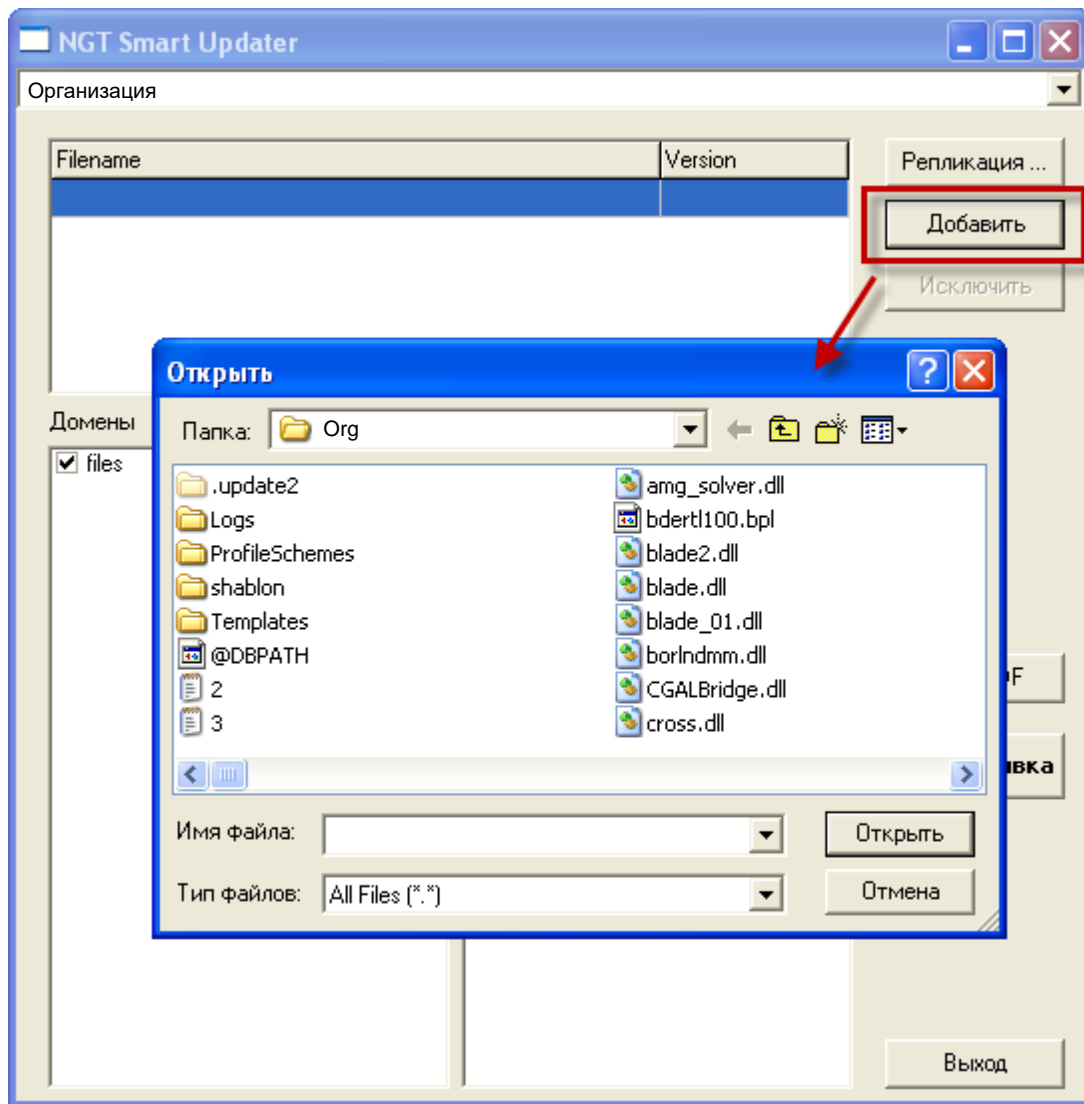 NGT Smart Updater
Организация
Filename Version
Репликация ...
Добавить
Исключить
Открыть
Домены
Папка: Org
files
.update2
Logs
ProfileSchemes
shablon
Templates
@DBPATH
2
3
amg_solver.dll
bdertl100.bpl
blade2.dll
blade.dll
blade_01.dll
borlndmm.dll
CGALBridge.dll
cross.dll
Имя файла:
Открыть
Тип файлов: All Files (*.*)
Отмена
Выход